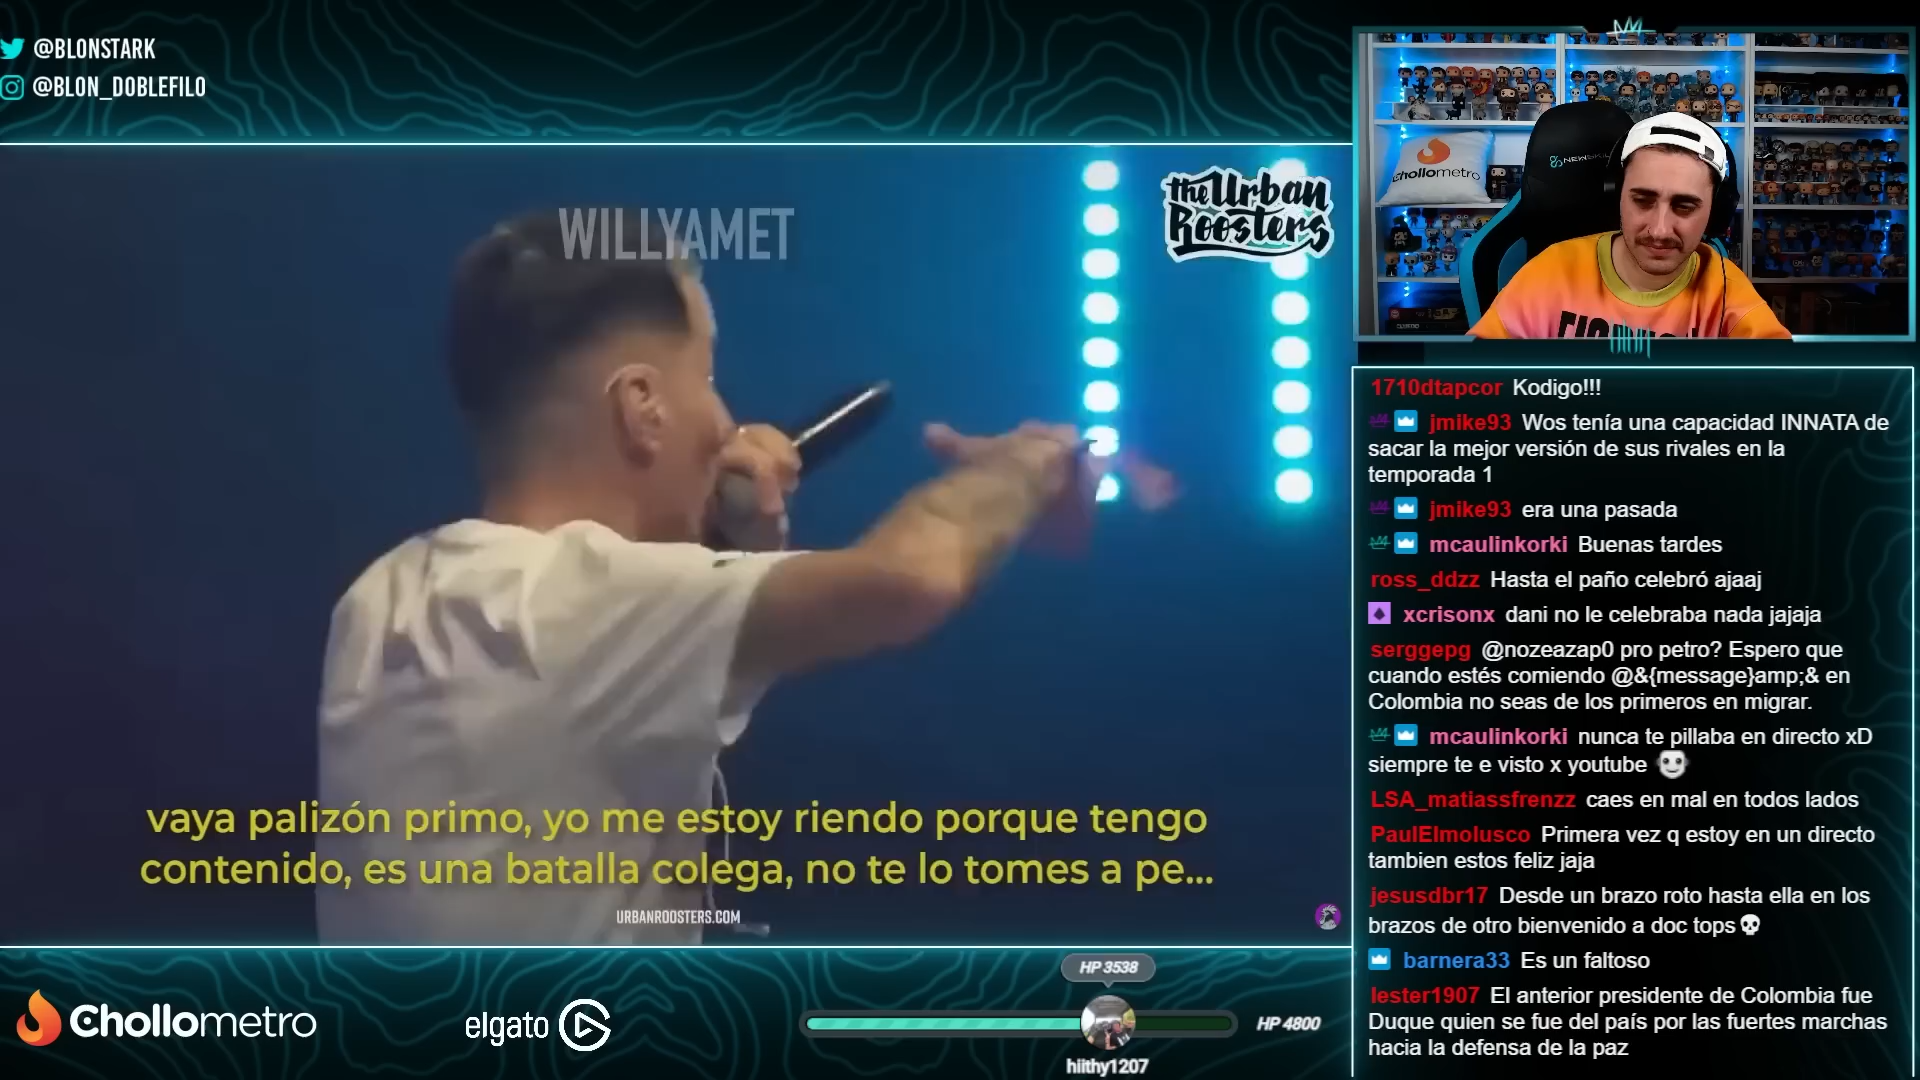 @BLONSTARK
@BLON_DOBLEFILO
WILLYAMET
the Urban
Roosters
vaya palizón primo, yo me estoy riendo porque tengo
contenido, es una batalla colega, no te lo tomes a pe...
URBANROOSTERS.COM
Chollometro
elgato
HP 3538
HP 4800
hiithy1207
chollometro
1710dtapcor Kodigo!!!
jmike93 Wos tenía una capacidad INNATA de
sacar la mejor versión de sus rivales en la
temporada 1
jmike93 era una pasada
mcaulinkorki Buenas tardes
ross_ddzz Hasta el paño celebró ajaaj
xcrisonx dani no le celebraba nada jajaja
serggepg @nozeazap0 pro petro? Espero que
cuando estés comiendo @&{message}amp;& en
Colombia no seas de los primeros en migrar.
mcaulinkorki nunca te pillaba en directo xD
siempre te e visto x youtube
LSA_matiassfrenzz caes en mal en todos lados
PaulElmolusco Primera vez q estoy en un directo
tambien estos feliz jaja
jesusdbr17 Desde un brazo roto hasta ella en los
brazos de otro bienvenido a doc tops
barnera33 Es un faltoso
lester1907 El anterior presidente de Colombia fue
Duque quien se fue del país por las fuertes marchas
hacia la defensa de la paz